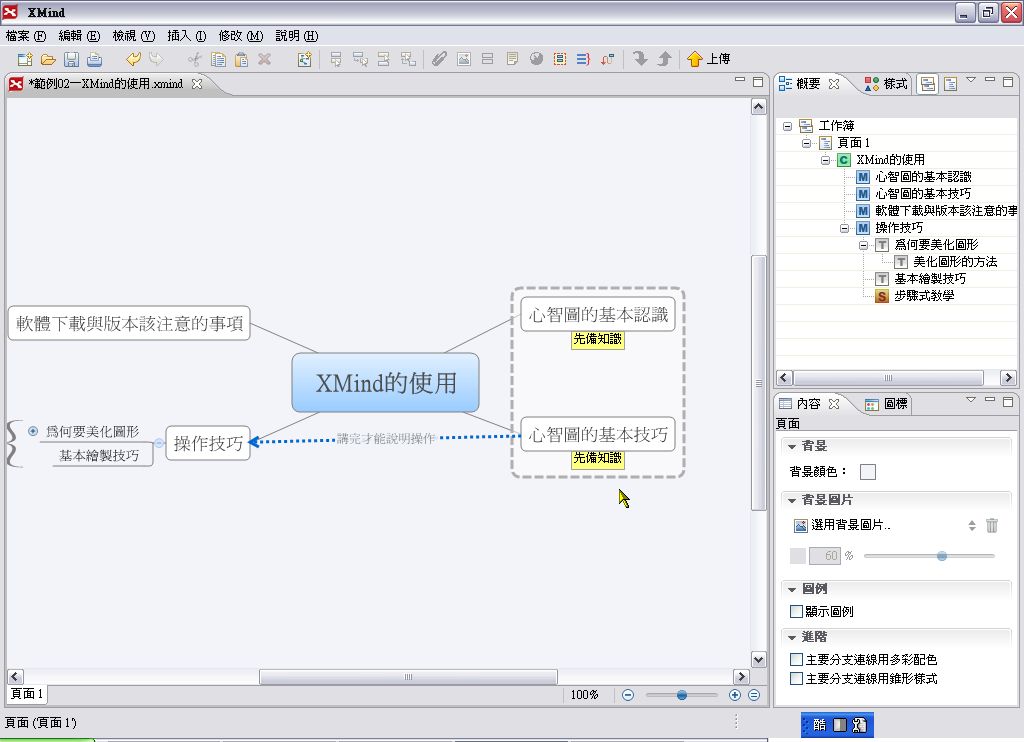 XMind
檔案 (F) 編輯 (E) 檢視 (V) 插入 (I) 修改 (M) 說明 (H)
上傳
*範例02—XMind的使用.xmind
軟體下載與版本該注意的事項
XMind的使用
心智圖的基本認識
先備知識
為何要美化圖形
基本繪製技巧
操作技巧
講完才能說明操作
心智圖的基本技巧
先備知識
頁面 1
100%
頁面 ('頁面 1')
概要 樣式
工作簿
頁面 1
C XMind的使用
M 心智圖的基本認識
M 心智圖的基本技巧
M 軟體下載與版本該注意的事
M 操作技巧
T 為何要美化圖形
T 美化圖形的方法
T 基本繪製技巧
S 步驟式教學
內容 圖標
頁面
背景
背景顏色：
背景圖片
選用背景圖片..
60 %
圖例
顯示圖例
進階
主要分支連線用多彩配色
主要分支連線用錐形樣式
酷